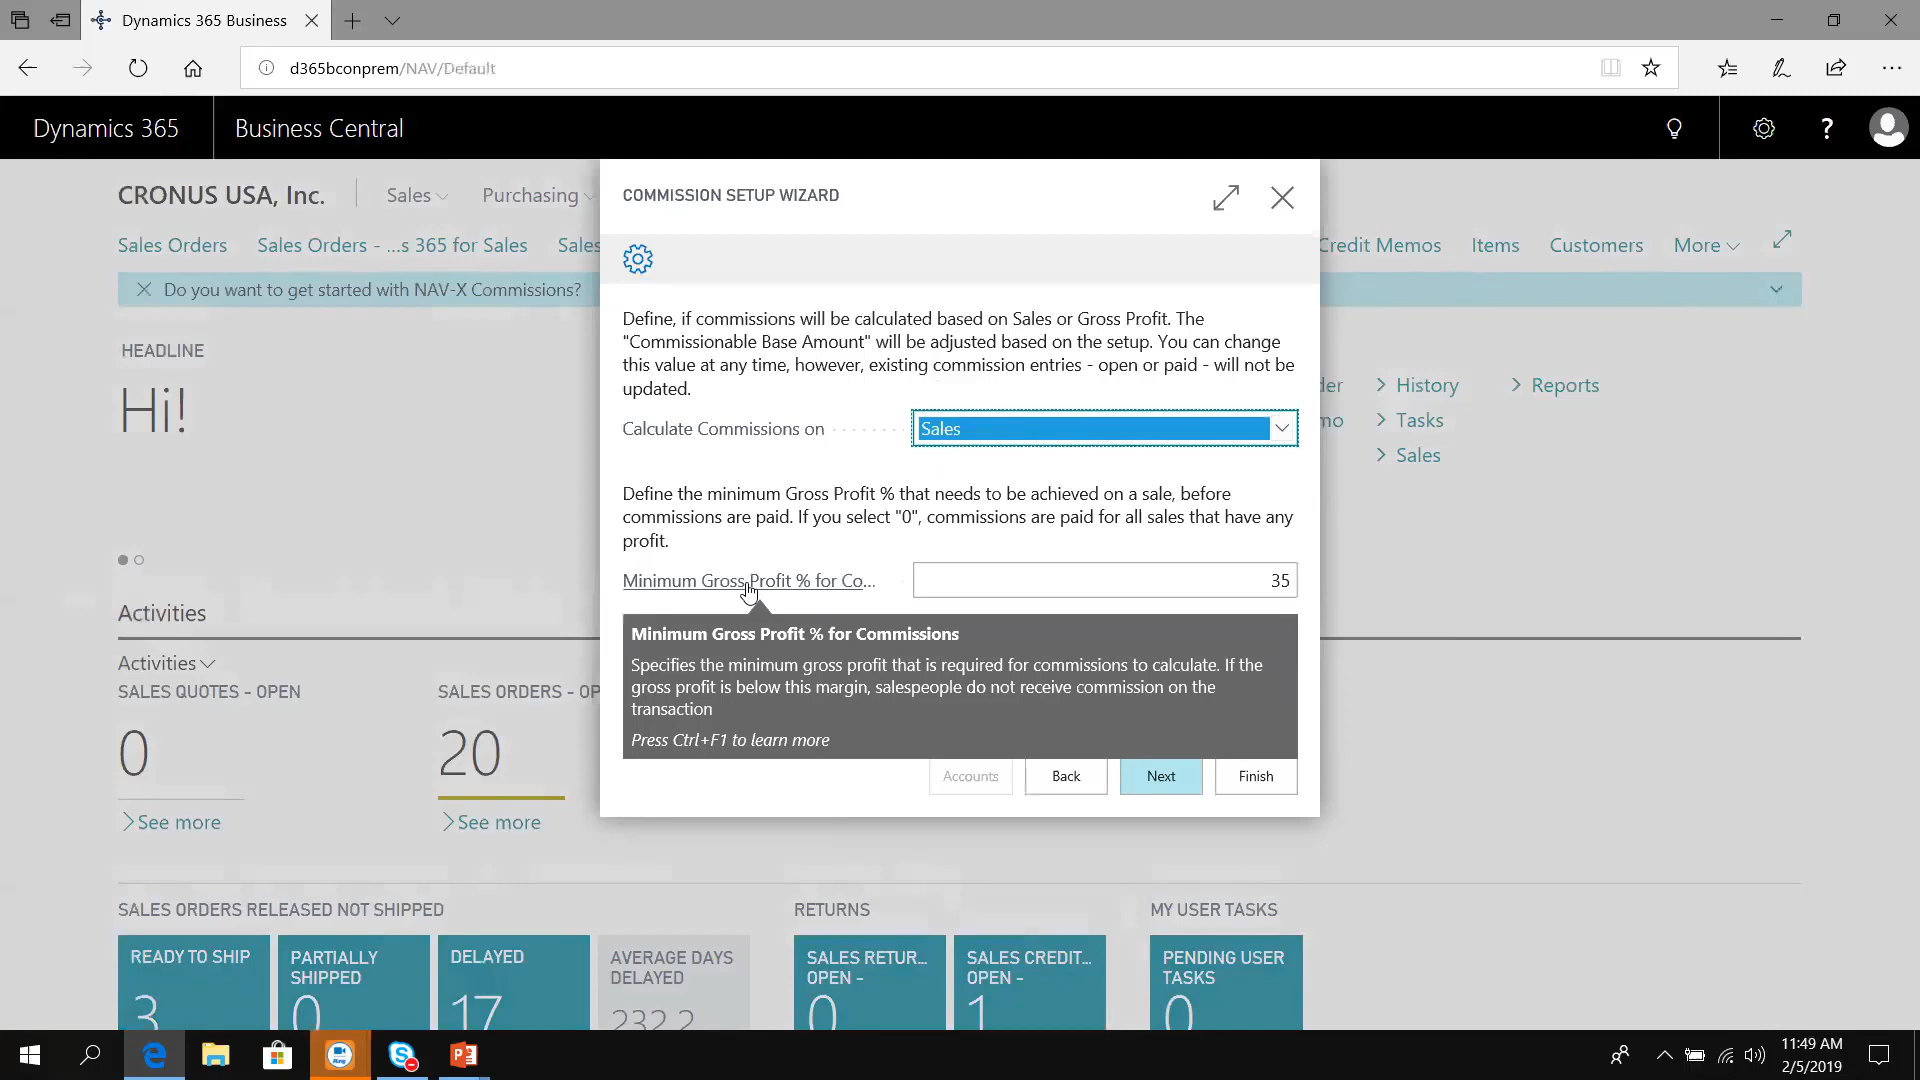 Dynamics 365 Business
d365bconprem/NAV/Default
Dynamics 365
Business Central
?
CRONUS USA, Inc.
Sales
Purchasing
COMMISSION SETUP WIZARD
Sales Orders
Sales Orders - ...s 365 for Sales
Sales
Credit Memos
Items
Customers
More
Do you want to get started with NAV-X Commissions?
HEADLINE
Hi!
Define, if commissions will be calculated based on Sales or Gross Profit. The
"Commissionable Base Amount" will be adjusted based on the setup. You can change
this value at any time, however, existing commission entries - open or paid - will not be
updated.
Calculate Commissions on
Sales
der
History
Reports
mo
Tasks
Sales
Define the minimum Gross Profit % that needs to be achieved on a sale, before
commissions are paid. If you select "0", commissions are paid for all sales that have any
profit.
Minimum Gross Profit % for Co...
35
Minimum Gross Profit % for Commissions
Specifies the minimum gross profit that is required for commissions to calculate. If the
gross profit is below this margin, salespeople do not receive commission on the
transaction
Press Ctrl+F1 to learn more
Accounts
Back
Next
Finish
Activities
Activities
SALES QUOTES - OPEN
SALES ORDERS - OP
0
20
See more
See more
SALES ORDERS RELEASED NOT SHIPPED
RETURNS
MY USER TASKS
READY TO SHIP
3
PARTIALLY
SHIPPED
0
DELAYED
17
AVERAGE DAYS
DELAYED
232.2
SALES RETUR...
OPEN -
0
SALES CREDIT...
OPEN -
1
PENDING USER
TASKS
0
11:49 AM
2/5/2019